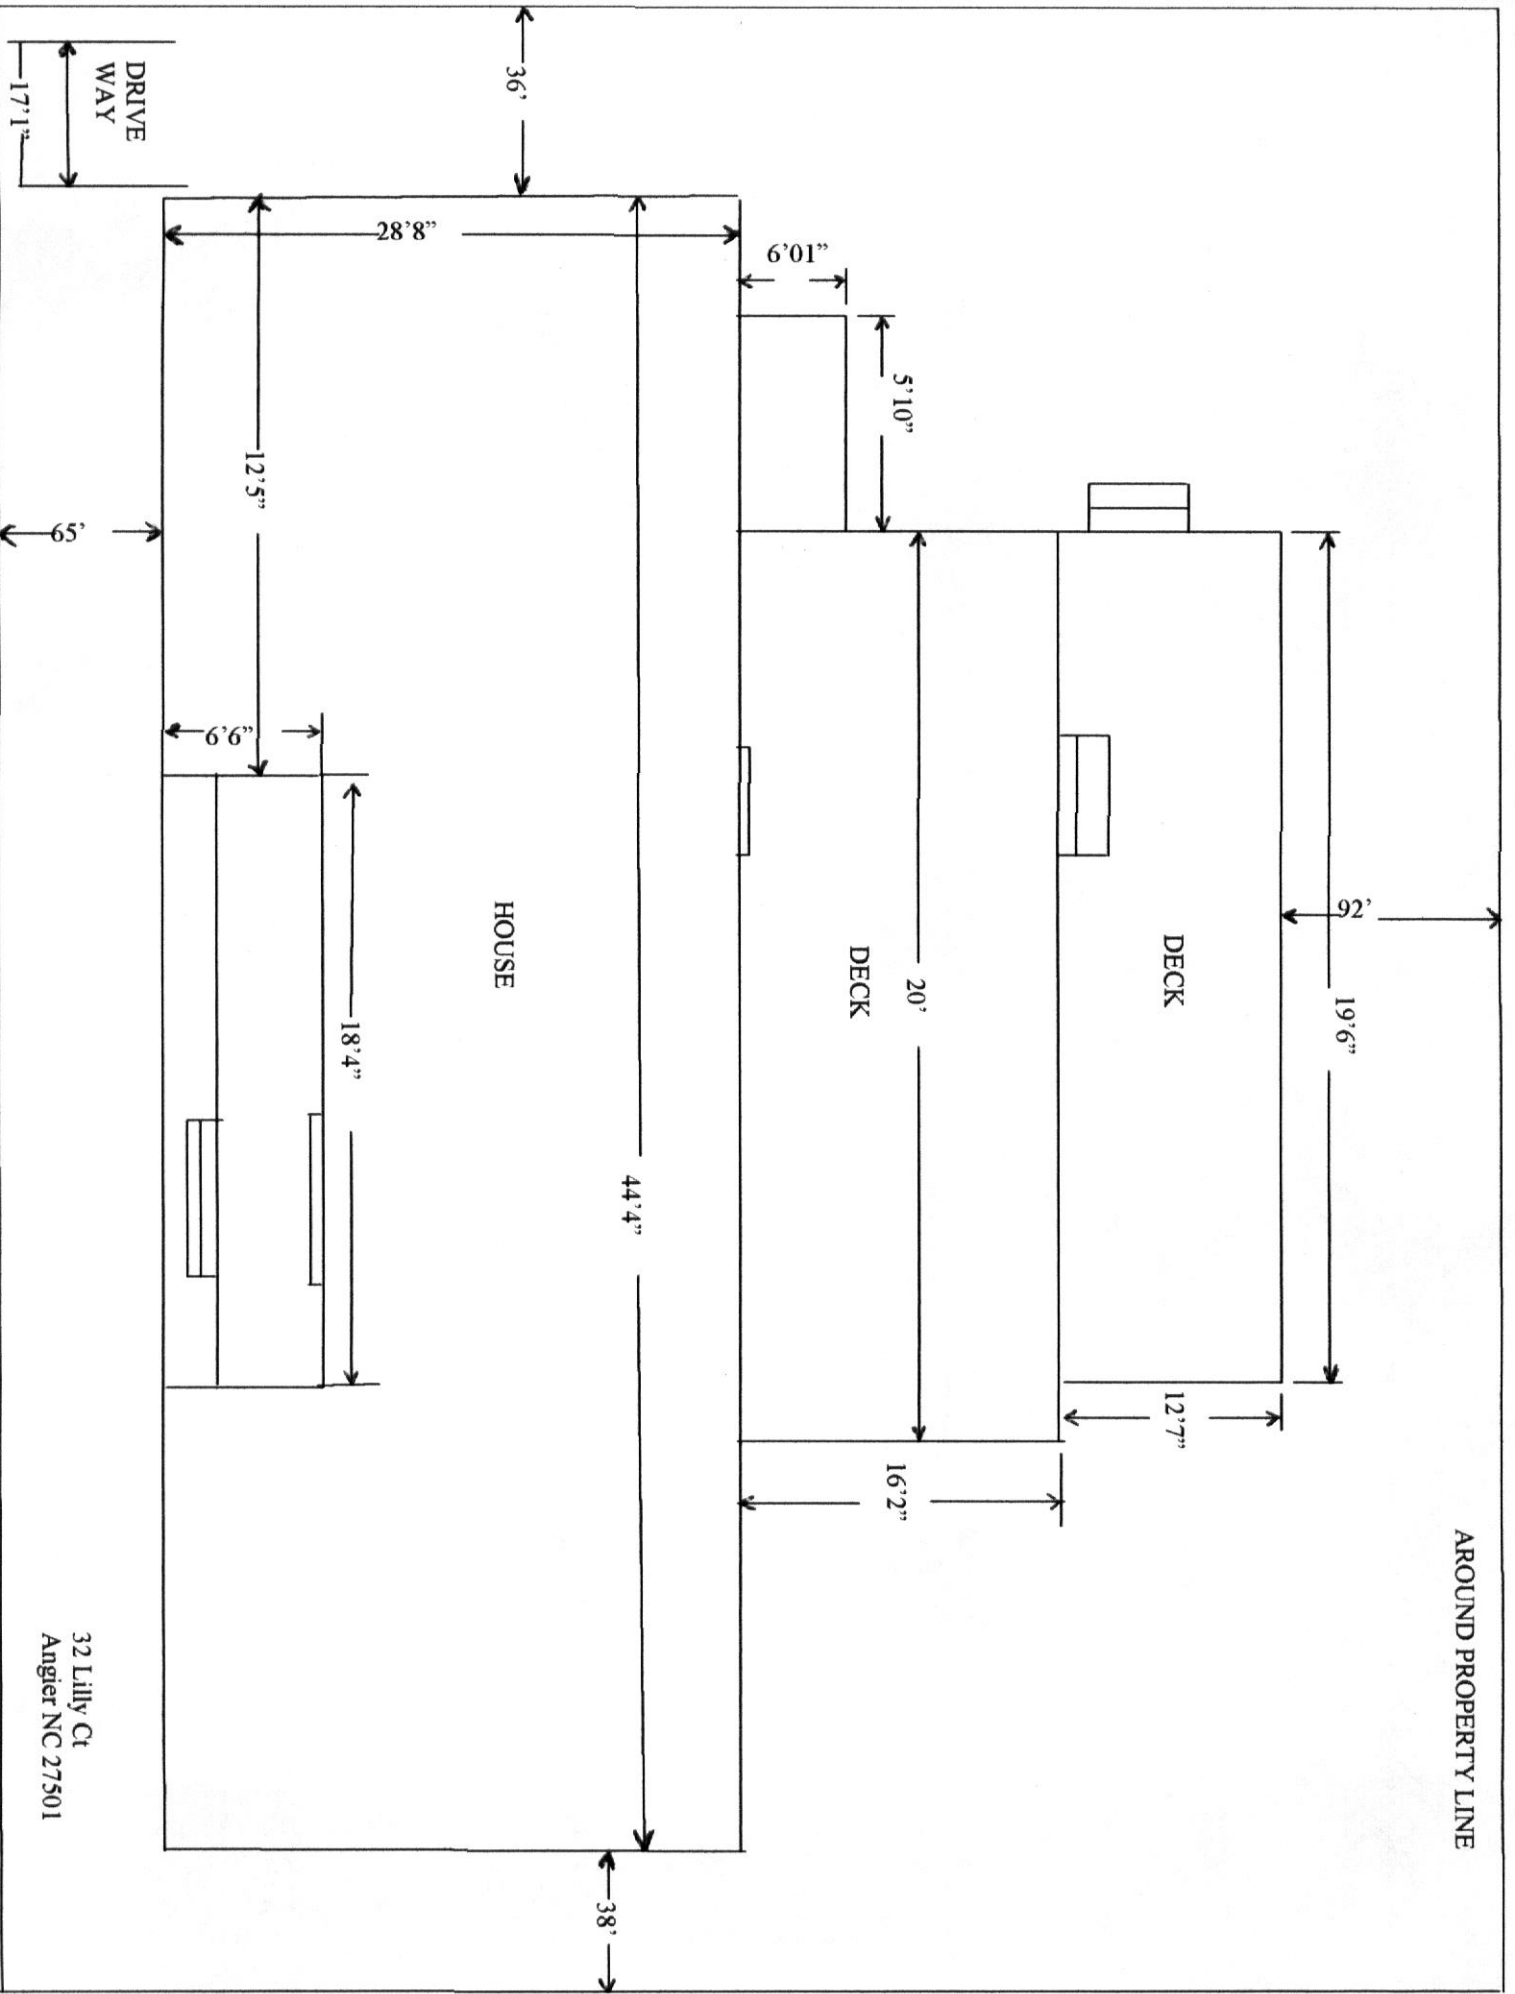 AROUND PROPERTY LINE
92'
19'6"
DECK
12'7"
16'2"
5'10"
DECK
20'
6'01"
36'
28'8"
44'4"
38'
HOUSE
18'4"
12'5"
6'6"
65'
DRIVE
WAY
17'1"
32 Lilly Ct
Angier NC 27501